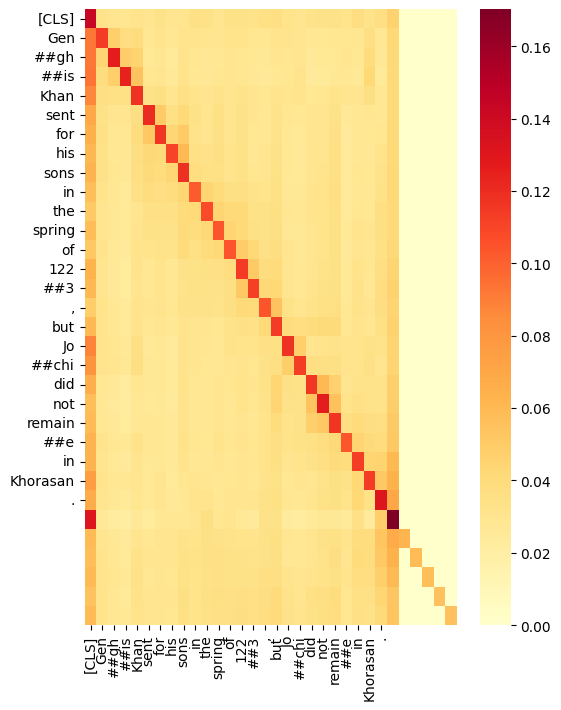 [CLS]
Gen
##gh
##is
Khan
sent
for
his
sons
in
the
spring
of
122
##3
,
but
Jo
##chi
did
not
remain
##e
in
Khorasan
.
[CLS]
Gen
##gh
##is
Khan
sent
for
his
sons
in
the
spring
of
122
##3
,
but
Jo
##chi
did
not
remain
##e
in
Khorasan
.
0.16
0.14
0.12
0.10
0.08
0.06
0.04
0.02
0.00